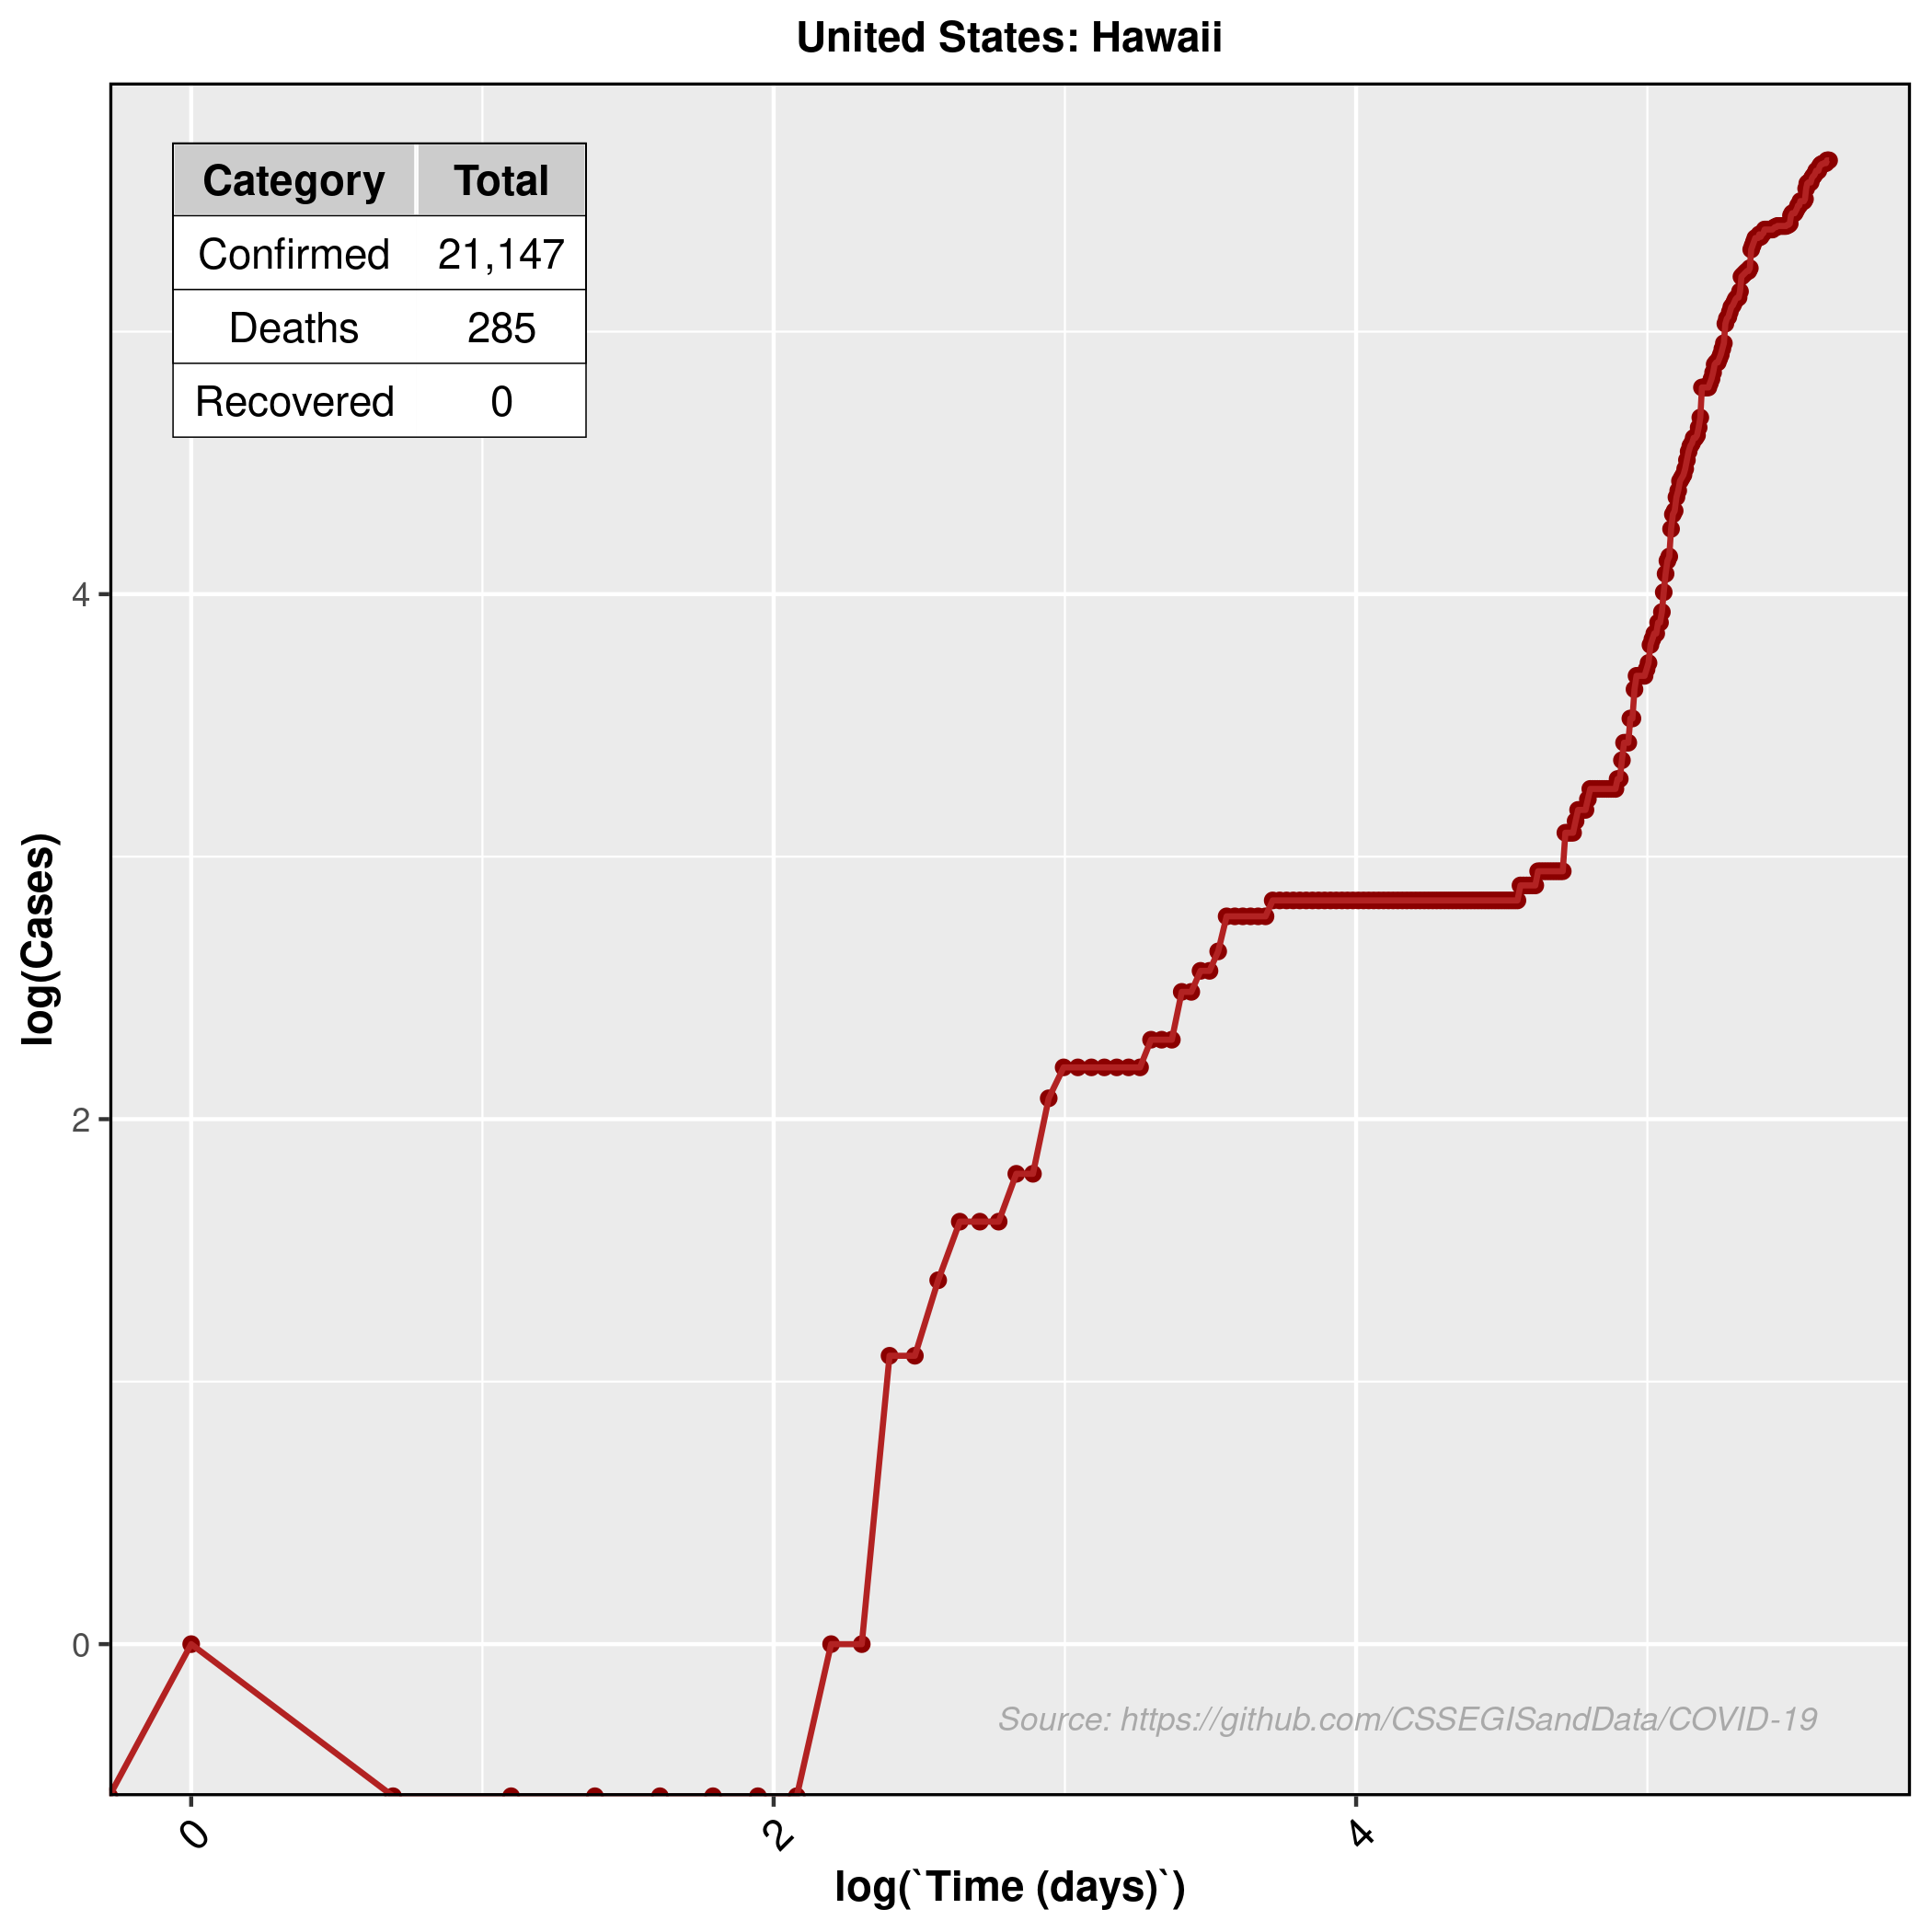 United States: Hawaii
Category Total
Confirmed 21,147
Deaths 285
Recovered 0
4
2
0
log(Cases)
Source: https://github.com/CSSEGISandData/COVID-19
0 2 4
log(`Time (days)`)